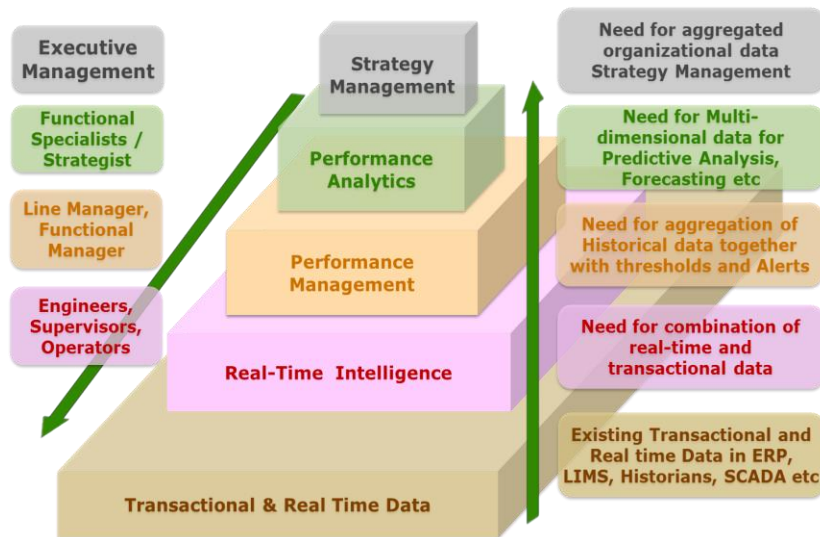 Executive
Management
Strategy
Management
Need for aggregated
organizational data
Strategy Management
Functional
Specialists /
Strategist
Performance
Analytics
Need for Multi-
dimensional data for
Predictive Analysis,
Forecasting etc
Line Manager,
Functional
Manager
Performance
Management
Need for aggregation of
Historical data together
with thresholds and Alerts
Engineers,
Supervisors,
Operators
Real-Time Intelligence
Need for combination of
real-time and
transactional data
Transactional & Real Time Data
Existing Transactional and
Real time Data in ERP,
LIMS, Historians, SCADA etc